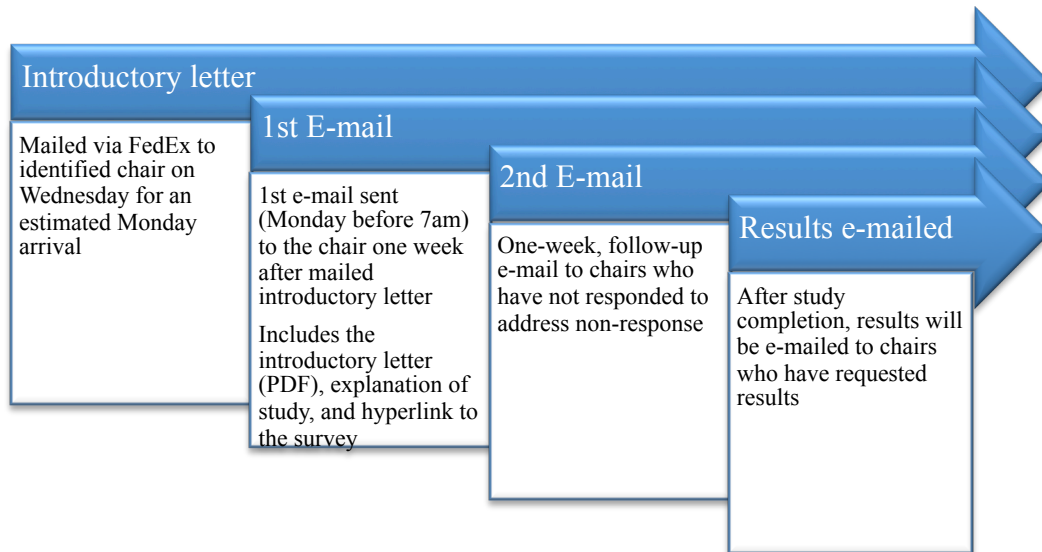 Introductory letter
Mailed via FedEx to
identified chair on
Wednesday for an
estimated Monday
arrival
1st E-mail
1st e-mail sent
(Monday before 7am)
to the chair one week
after mailed
introductory letter
Includes the
introductory letter
(PDF), explanation of
study, and hyperlink to
the survey
2nd E-mail
One-week, follow-up
e-mail to chairs who
have not responded to
address non-response
Results e-mailed
After study
completion, results will
be e-mailed to chairs
who have requested
results